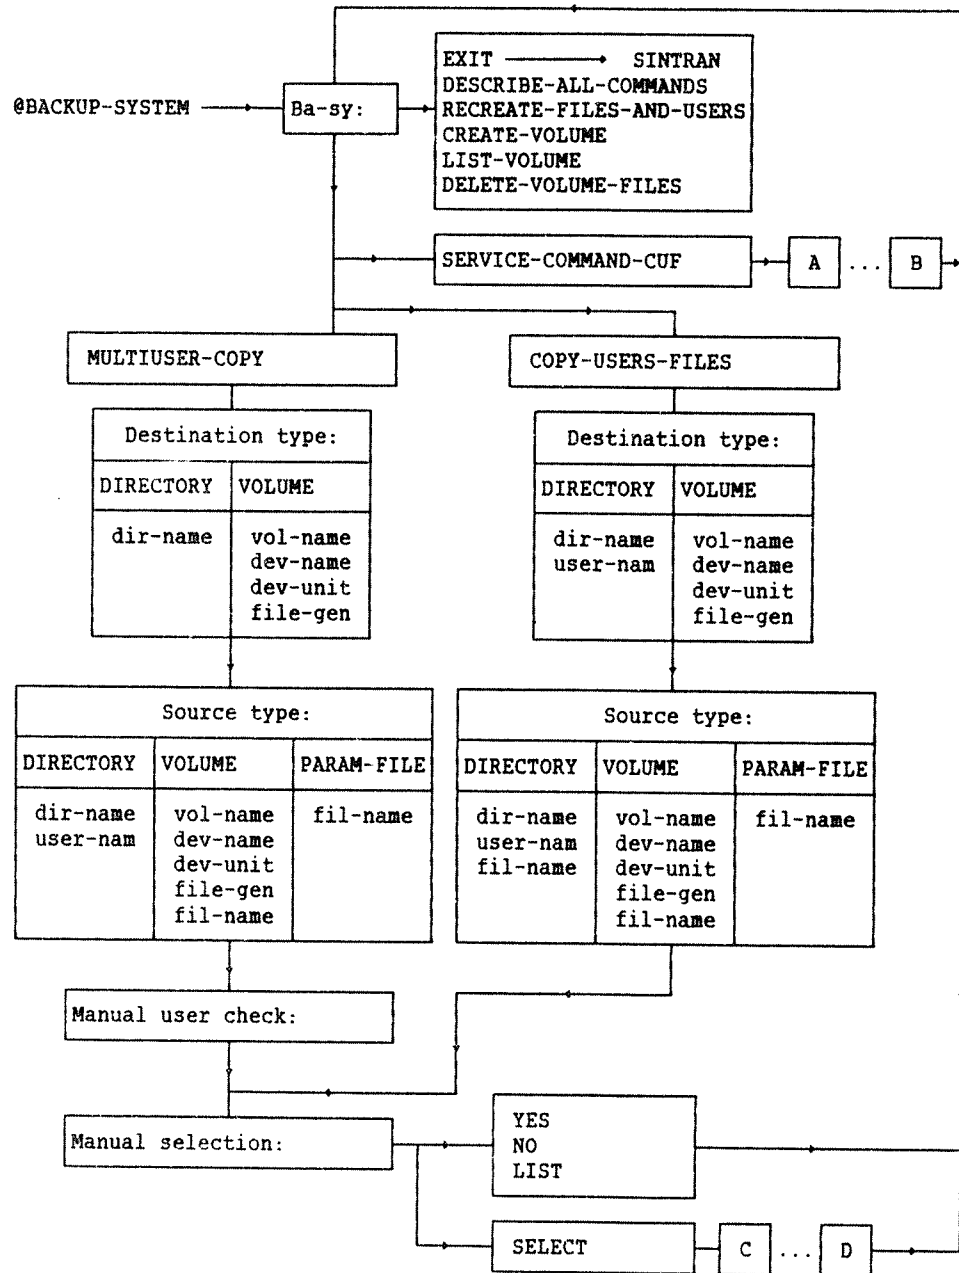 EXIT SINTRAN
DESCRIBE-ALL-COMMANDS
@BACKUP-SYSTEM Ba-sy: RECREATE-FILES-AND-USERS
CREATE-VOLUME
LIST-VOLUME
DELETE-VOLUME-FILES
SERVICE-COMMAND-CUF A ... B
MULTIUSER-COPY COPY-USERS-FILES
Destination type: Destination type:
DIRECTORY VOLUME DIRECTORY VOLUME
dir-name vol-name dir-name vol-name
dev-name user-nam dev-name
dev-unit dev-unit
file-gen file-gen
Source type: Source type:
DIRECTORY VOLUME PARAM-FILE DIRECTORY VOLUME PARAM-FILE
dir-name vol-name fil-name dir-name vol-name fil-name
user-nam dev-name user-nam dev-name
dev-unit fil-name dev-unit
file-gen file-gen
fil-name fil-name
Manual user check:
YES
Manual selection: NO
LIST
SELECT C ... D